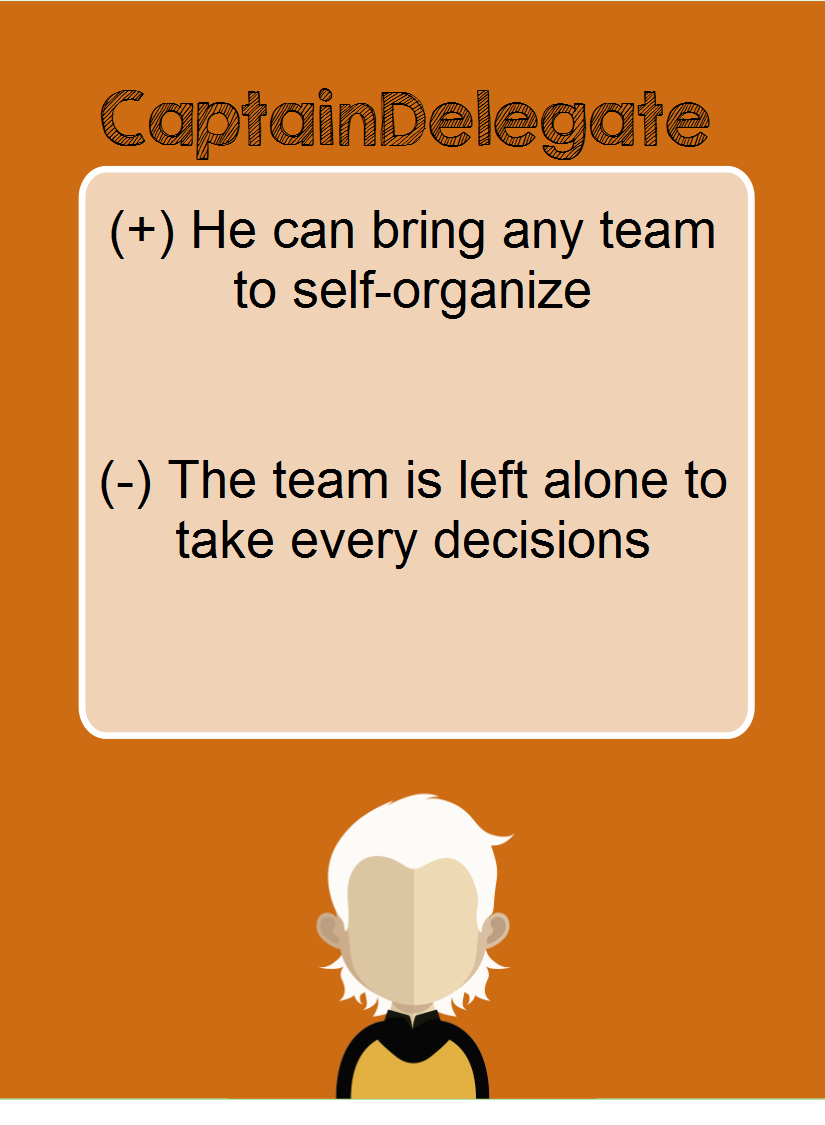 CaptainDelegate
(+) He can bring any team
to self-organize
(-) The team is left alone to
take every decisions